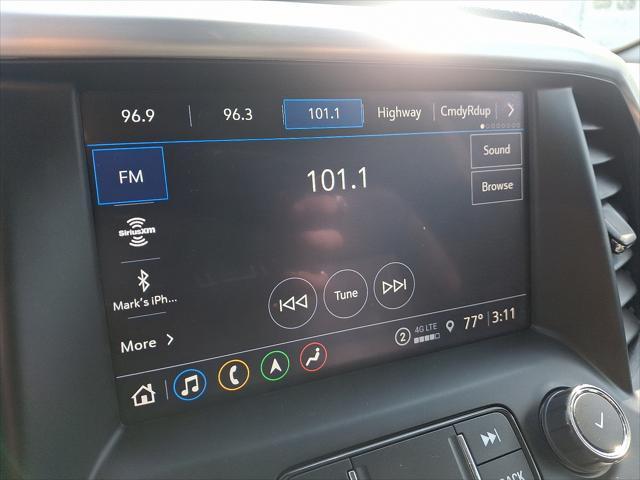 96.9 96.3 101.1 Highway CmdyRdup
FM
101.1
Sound
Browse
SiriusXM
Mark's iPh...
Tune
More
2 4G LTE 77° 3:11